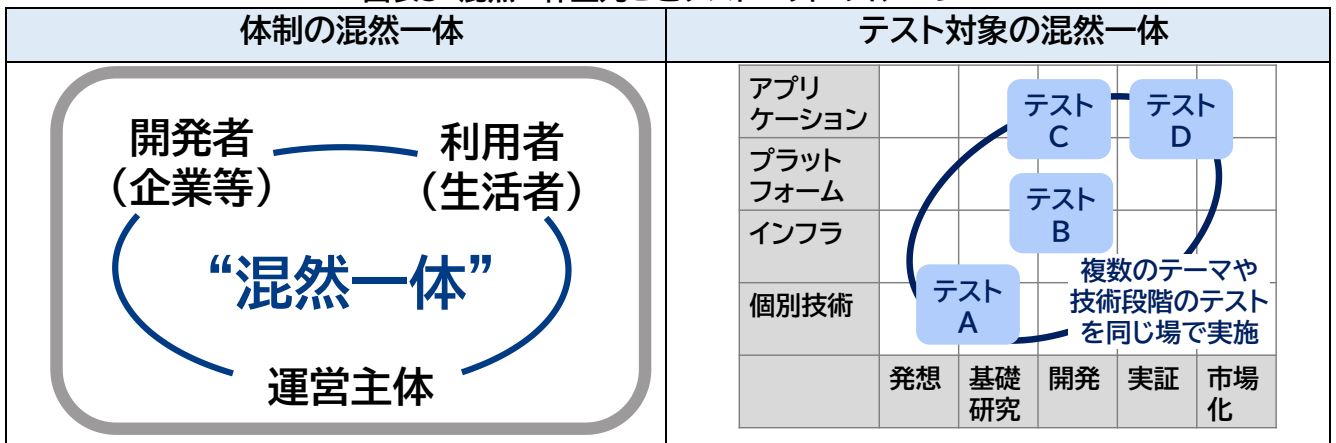 体制の混然一体
テスト対象の混然一体
開発者
（企業等）
利用者
（生活者）
“混然一体”
運営主体
アプリ
ケーション
プラット
フォーム
インフラ
個別技術
テスト
C
テスト
D
テスト
B
テスト
A
複数のテーマや
技術段階のテスト
を同じ場で実施
発想
基礎
研究
開発
実証
市場
化